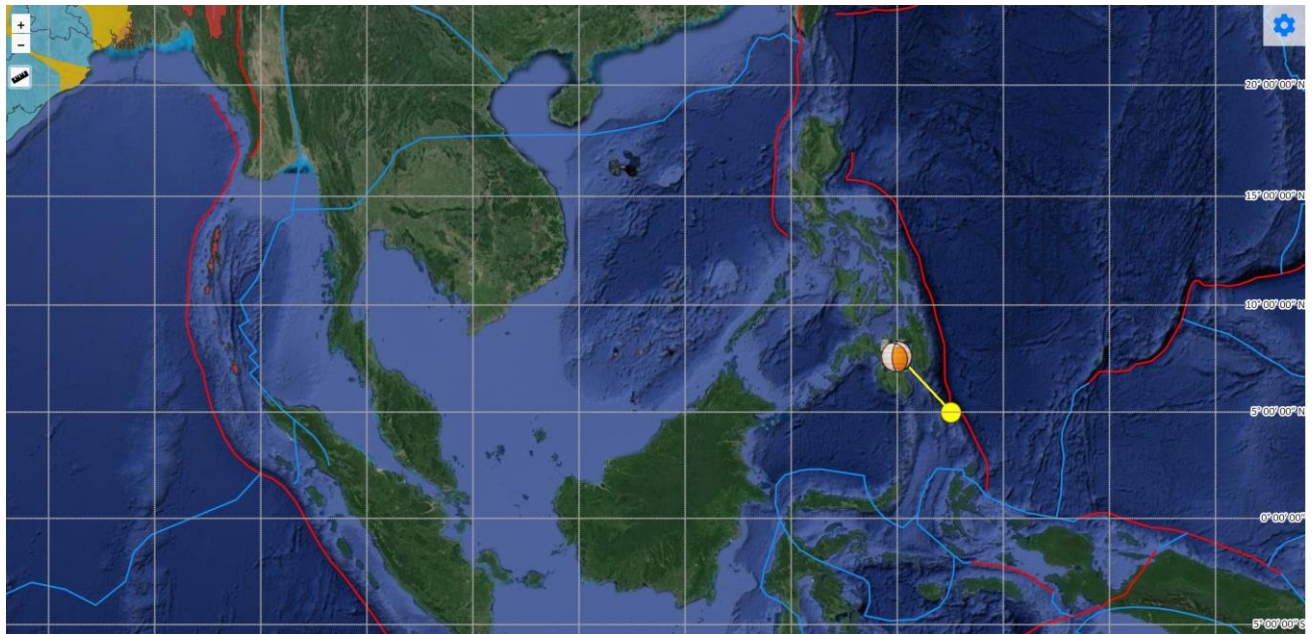 +
−
20° 00′ 00″ N
15° 00′ 00″ N
10° 00′ 00″ N
5° 00′ 00″ N
0° 00′ 00″
5° 00′ 00″ S